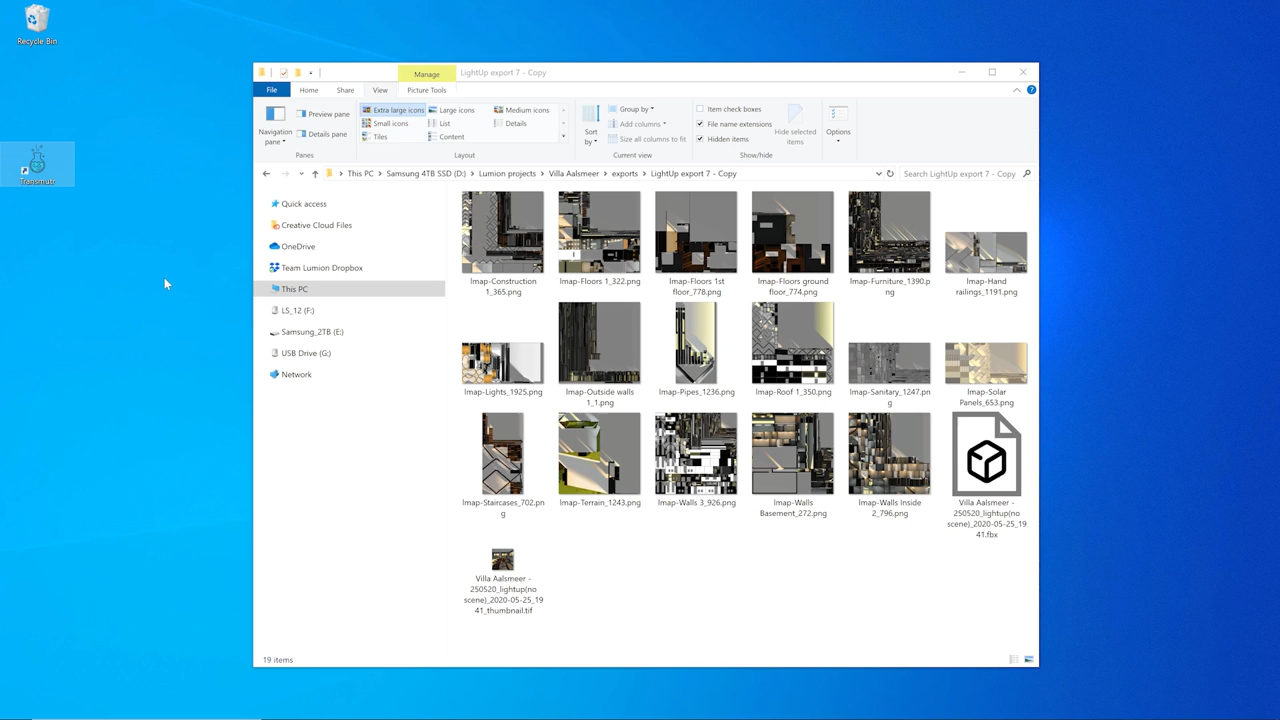 Recycle Bin
Transmutr
Manage
LightUp export 7 - Copy
File
Home
Share
View
Picture Tools
Navigation
pane
Preview pane
Details pane
Panes
Extra large icons
Large icons
Medium icons
Small icons
List
Details
Tiles
Content
Layout
Sort
by
Group by
Add columns
Size all columns to fit
Current view
Item check boxes
File name extensions
Hidden items
Hide selected
items
Show/hide
Options
This PC
Samsung 4TB SSD (D:)
Lumion projects
Villa Aalsmeer
exports
LightUp export 7 - Copy
Search LightUp export 7 - Copy
Quick access
Creative Cloud Files
OneDrive
Team Lumion Dropbox
This PC
LS_12 (F:)
Samsung_2TB (E:)
USB Drive (G:)
Network
lmap-Construction
1_365.png
lmap-Floors 1_322.png
lmap-Floors 1st
floor_778.png
lmap-Floors ground
floor_774.png
lmap-Furniture_1390.p
ng
lmap-Hand
railings_1191.png
lmap-Lights_1925.png
lmap-Outside walls
1_1.png
lmap-Pipes_1236.png
lmap-Roof 1_350.png
lmap-Sanitary_1247.pn
g
lmap-Solar
Panels_653.png
lmap-Staircases_702.pn
g
lmap-Terrain_1243.png
lmap-Walls 3_926.png
lmap-Walls
Basement_272.png
lmap-Walls Inside
2_796.png
Villa Aalsmeer -
250520_lightup(no
scene)_2020-05-25_19
41.fbx
Villa Aalsmeer -
250520_lightup(no
scene)_2020-05-25_19
41_thumbnail.tif
19 items